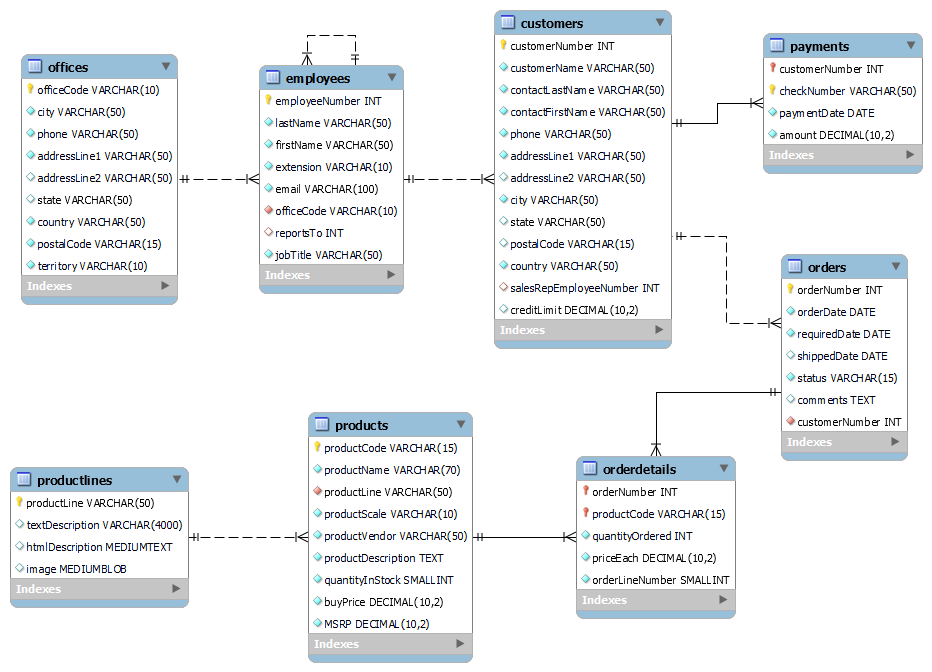 offices
officeCode VARCHAR(10)
city VARCHAR(50)
phone VARCHAR(50)
addressLine1 VARCHAR(50)
addressLine2 VARCHAR(50)
state VARCHAR(50)
country VARCHAR(50)
postalCode VARCHAR(15)
territory VARCHAR(10)
Indexes
employees
employeeNumber INT
lastName VARCHAR(50)
firstName VARCHAR(50)
extension VARCHAR(10)
email VARCHAR(100)
officeCode VARCHAR(10)
reportsTo INT
jobTitle VARCHAR(50)
Indexes
customers
customerNumber INT
customerName VARCHAR(50)
contactLastName VARCHAR(50)
contactFirstName VARCHAR(50)
phone VARCHAR(50)
addressLine1 VARCHAR(50)
addressLine2 VARCHAR(50)
city VARCHAR(50)
state VARCHAR(50)
postalCode VARCHAR(15)
country VARCHAR(50)
salesRepEmployeeNumber INT
creditLimit DECIMAL(10,2)
Indexes
payments
customerNumber INT
checkNumber VARCHAR(50)
paymentDate DATE
amount DECIMAL(10,2)
Indexes
orders
orderNumber INT
orderDate DATE
requiredDate DATE
shippedDate DATE
status VARCHAR(15)
comments TEXT
customerNumber INT
Indexes
productlines
productLine VARCHAR(50)
textDescription VARCHAR(4000)
htmlDescription MEDIUMTEXT
image MEDIUMBLOB
Indexes
products
productCode VARCHAR(15)
productName VARCHAR(70)
productLine VARCHAR(50)
productScale VARCHAR(10)
productVendor VARCHAR(50)
productDescription TEXT
quantityInStock SMALLINT
buyPrice DECIMAL(10,2)
MSRP DECIMAL(10,2)
Indexes
orderdetails
orderNumber INT
productCode VARCHAR(15)
quantityOrdered INT
priceEach DECIMAL(10,2)
orderLineNumber SMALLINT
Indexes